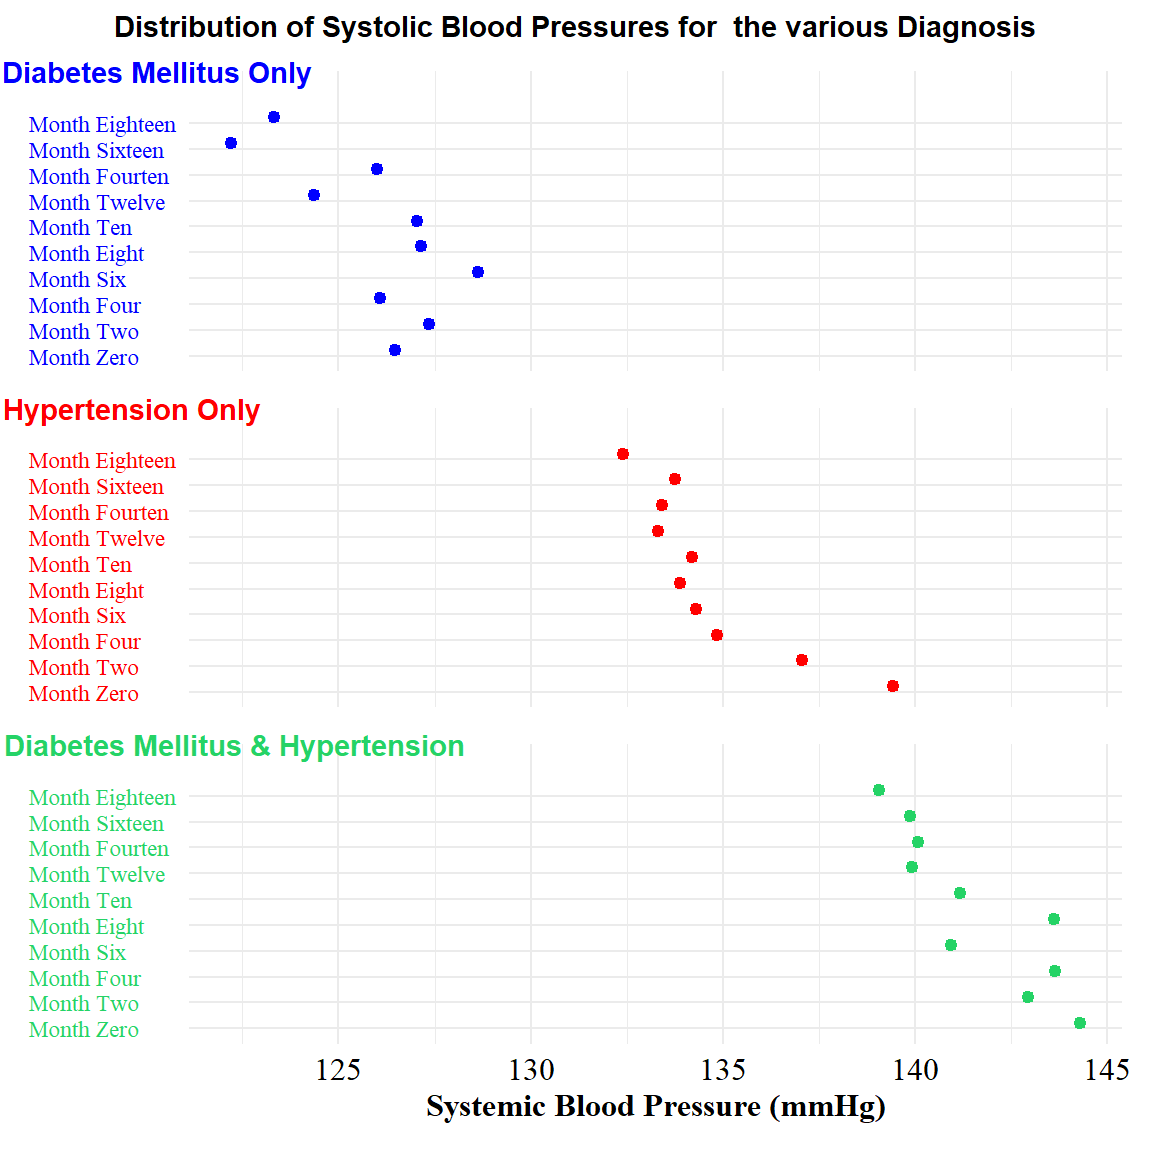 Distribution of Systolic Blood Pressures for  the various Diagnosis
Diabetes Mellitus Only
Month Eighteen
Month Sixteen
Month Fourten
Month Twelve
Month Ten
Month Eight
Month Six
Month Four
Month Two
Month Zero
Hypertension Only
Month Eighteen
Month Sixteen
Month Fourten
Month Twelve
Month Ten
Month Eight
Month Six
Month Four
Month Two
Month Zero
Diabetes Mellitus & Hypertension
Month Eighteen
Month Sixteen
Month Fourten
Month Twelve
Month Ten
Month Eight
Month Six
Month Four
Month Two
Month Zero
125 130 135 140 145
Systemic Blood Pressure (mmHg)